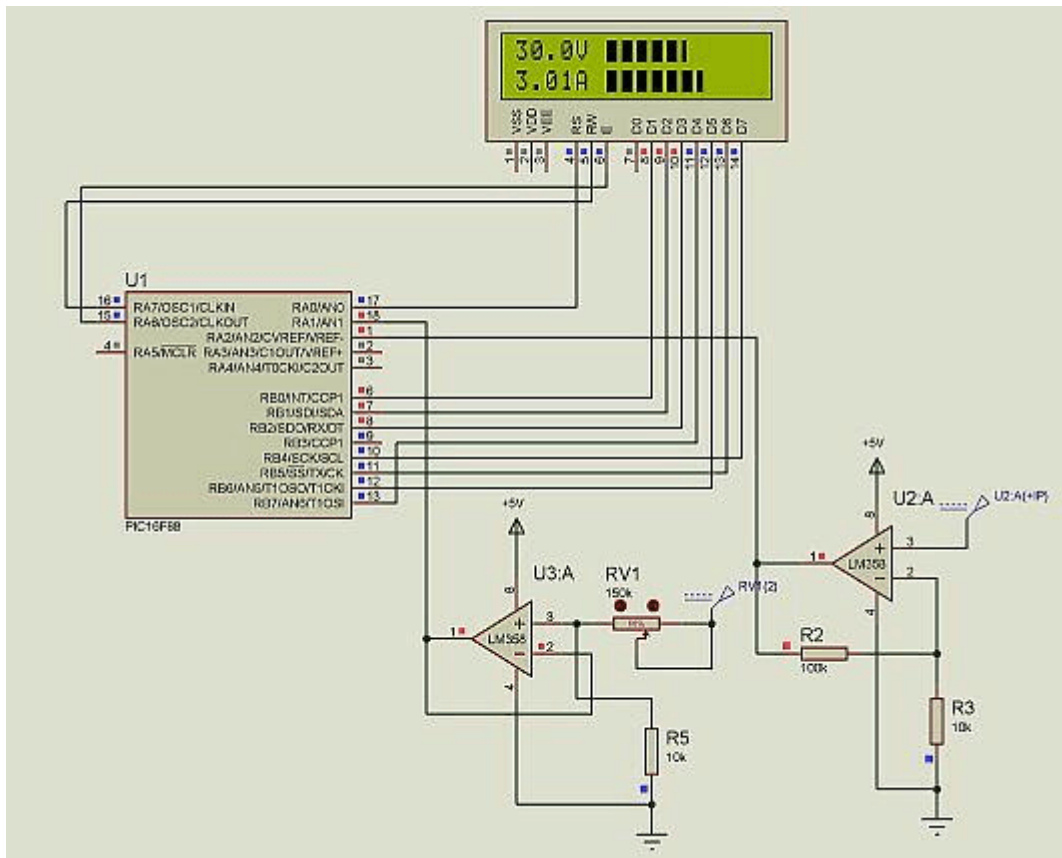 30.0V
3.01A
VSS VDD VEE RS RW E D0 D1 D2 D3 D4 D5 D6 D7
1 2 3 4 5 6 7 8 9 10 11 12 13 14
U1
16 RA7/OSC1/CLKIN RA0/AN0 17
15 RA6/OSC2/CLKOUT RA1/AN1 18
RA2/AN2/CVREF/VREF- 1
4 RA5/MCLR RA3/AN3/C1OUT/VREF+ 2
RA4/AN4/T0CKI/C2OUT 3
RB0/INT/CCP1 6
RB1/SDI/SDA 7
RB2/SDO/RX/DT 8
RB3/CCP1 9
RB4/SCK/SCL 10
RB5/SS/TX/CK 11
RB6/AN5/T1OSO/T1CKI 12
RB7/AN6/T1OSI 13
PIC16F88
+5V
U3:A
8
3
1
LM358
2
4
RV1
150k
RV1(2)
R5
10k
+5V
U2:A
U2:A(+IP)
8
3
1
LM358
2
4
R2
100k
R3
10k